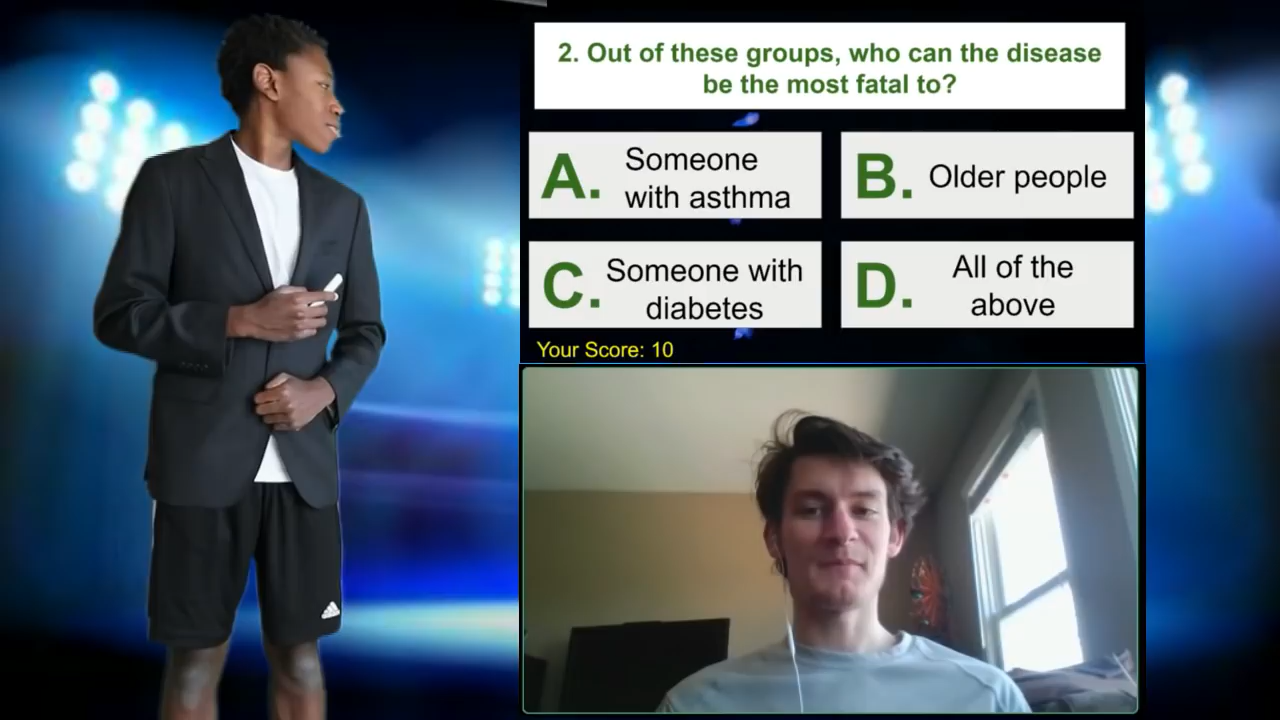 2. Out of these groups, who can the disease
be the most fatal to?
A. Someone
with asthma
B. Older people
C. Someone with
diabetes
D. All of the
above
Your Score: 10